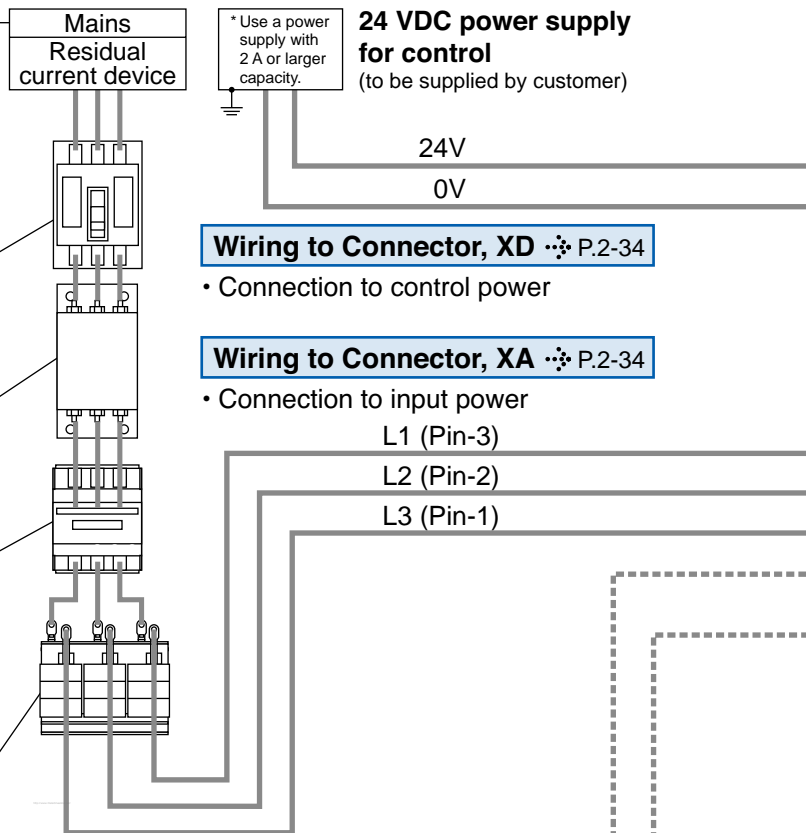 Mains
Residual
current device
* Use a power
supply with
2 A or larger
capacity.
24 VDC power supply
for control
(to be supplied by customer)
24V
0V
Wiring to Connector, XD P.2-34
• Connection to control power
Wiring to Connector, XA P.2-34
• Connection to input power
L1 (Pin-3)
L2 (Pin-2)
L3 (Pin-1)